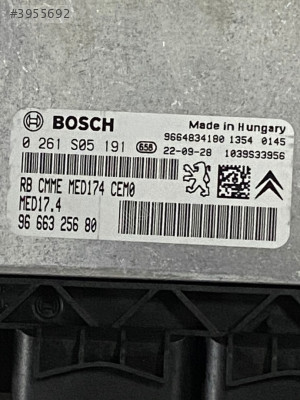 #3955692
BOSCH
Made in Hungary
9664834180 1354 0145
0 261 S05 191 658 22-09-28 1039S33956
RB CMME MED174 CEM0
MED17.4
96 663 256 80